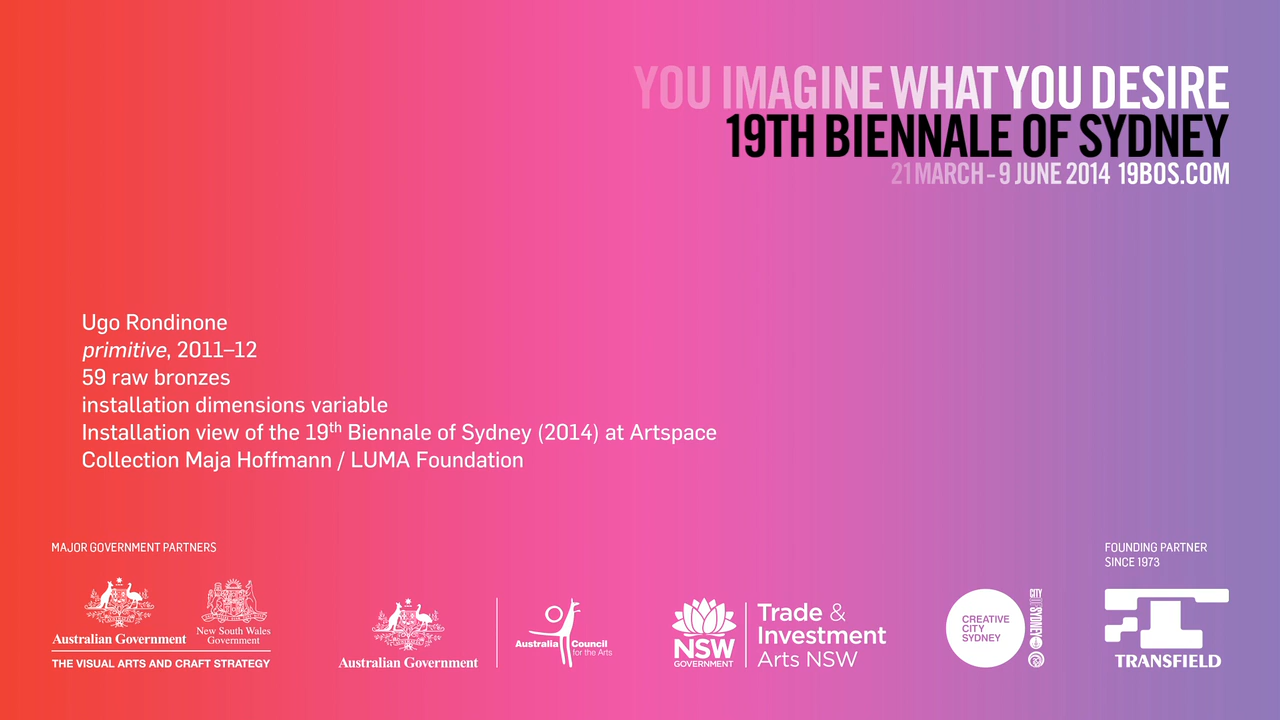 YOU IMAGINE WHAT YOU DESIRE
19TH BIENNALE OF SYDNEY
21 MARCH – 9 JUNE 2014 19BOS.COM
Ugo Rondinone
primitive, 2011–12
59 raw bronzes
installation dimensions variable
Installation view of the 19th Biennale of Sydney (2014) at Artspace
Collection Maja Hoffmann / LUMA Foundation
MAJOR GOVERNMENT PARTNERS
Australian Government
New South Wales
Government
THE VISUAL ARTS AND CRAFT STRATEGY
Australian Government
Australia Council
for the Arts
NSW
GOVERNMENT
Trade &
Investment
Arts NSW
CREATIVE
CITY
SYDNEY
CITY OF SYDNEY
FOUNDING PARTNER
SINCE 1973
TRANSFIELD